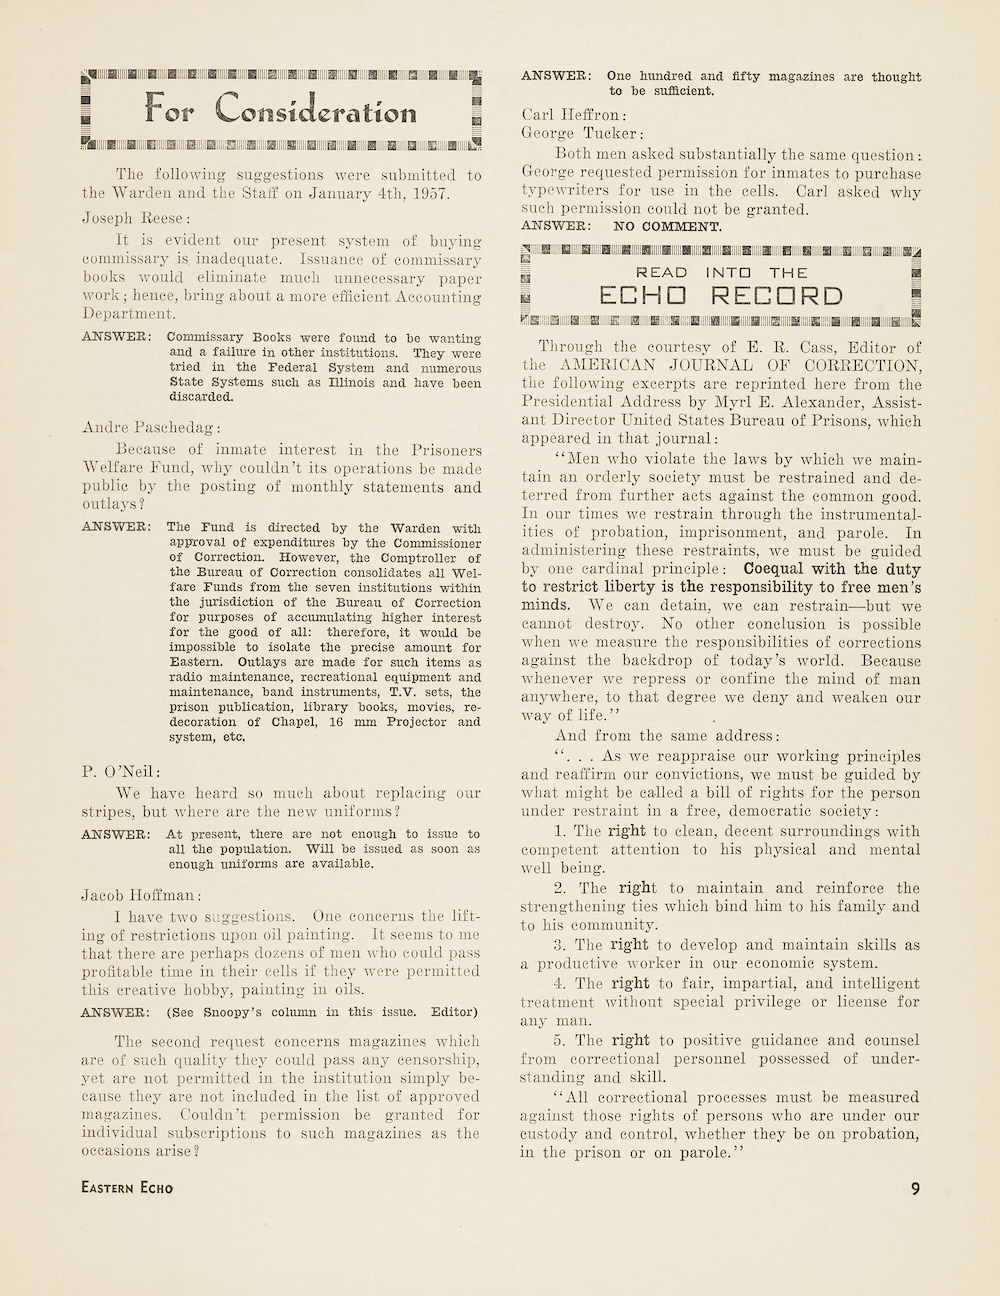 For Consideration
The following suggestions were submitted to
the Warden and the Staff on January 4th, 1957.
Joseph Reese:
It is evident our present system of buying
commissary is inadequate. Issuance of commissary
books would eliminate much unnecessary paper
work; hence, bring about a more efficient Accounting
Department.
ANSWER: Commissary Books were found to be wanting
and a failure in other institutions. They were
tried in the Federal System and numerous
State Systems such as Illinois and have been
discarded.
Andre Paschedag:
Because of inmate interest in the Prisoners
Welfare Fund, why couldn't its operations be made
public by the posting of monthly statements and
outlays?
ANSWER: The Fund is directed by the Warden with
approval of expenditures by the Commissioner
of Correction. However, the Comptroller of
the Bureau of Correction consolidates all Wel-
fare Funds from the seven institutions within
the jurisdiction of the Bureau of Correction
for purposes of accumulating higher interest
for the good of all: therefore, it would be
impossible to isolate the precise amount for
Eastern. Outlays are made for such items as
radio maintenance, recreational equipment and
maintenance, band instruments, T.V. sets, the
prison publication, library books, movies, re-
decoration of Chapel, 16 mm Projector and
system, etc.
P. O'Neil:
We have heard so much about replacing our
stripes, but where are the new uniforms?
ANSWER: At present, there are not enough to issue to
all the population. Will be issued as soon as
enough uniforms are available.
Jacob Hoffman:
I have two suggestions. One concerns the lift-
ing of restrictions upon oil painting. It seems to me
that there are perhaps dozens of men who could pass
profitable time in their cells if they were permitted
this creative hobby, painting in oils.
ANSWER: (See Snoopy's column in this issue. Editor)
The second request concerns magazines which
are of such quality they could pass any censorship,
yet are not permitted in the institution simply be-
cause they are not included in the list of approved
magazines. Couldn't permission be granted for
individual subscriptions to such magazines as the
occasions arise?
ANSWER: One hundred and fifty magazines are thought
to be sufficient.
Carl Heffron:
George Tucker:
Both men asked substantially the same question:
George requested permission for inmates to purchase
typewriters for use in the cells. Carl asked why
such permission could not be granted.
ANSWER: NO COMMENT.
READ INTO THE
ECHO RECORD
Through the courtesy of E. R. Cass, Editor of
the AMERICAN JOURNAL OF CORRECTION,
the following excerpts are reprinted here from the
Presidential Address by Myrl E. Alexander, Assist-
ant Director United States Bureau of Prisons, which
appeared in that journal:
"Men who violate the laws by which we main-
tain an orderly society must be restrained and de-
terred from further acts against the common good.
In our times we restrain through the instrumental-
ities of probation, imprisonment, and parole. In
administering these restraints, we must be guided
by one cardinal principle: Coequal with the duty
to restrict liberty is the responsibility to free men's
minds. We can detain, we can restrain—but we
cannot destroy. No other conclusion is possible
when we measure the responsibilities of corrections
against the backdrop of today's world. Because
whenever we repress or confine the mind of man
anywhere, to that degree we deny and weaken our
way of life."
And from the same address:
". . . As we reappraise our working principles
and reaffirm our convictions, we must be guided by
what might be called a bill of rights for the person
under restraint in a free, democratic society:
1. The right to clean, decent surroundings with
competent attention to his physical and mental
well being.
2. The right to maintain and reinforce the
strengthening ties which bind him to his family and
to his community.
3. The right to develop and maintain skills as
a productive worker in our economic system.
4. The right to fair, impartial, and intelligent
treatment without special privilege or license for
any man.
5. The right to positive guidance and counsel
from correctional personnel possessed of under-
standing and skill.
"All correctional processes must be measured
against those rights of persons who are under our
custody and control, whether they be on probation,
in the prison or on parole."
EASTERN ECHO
9